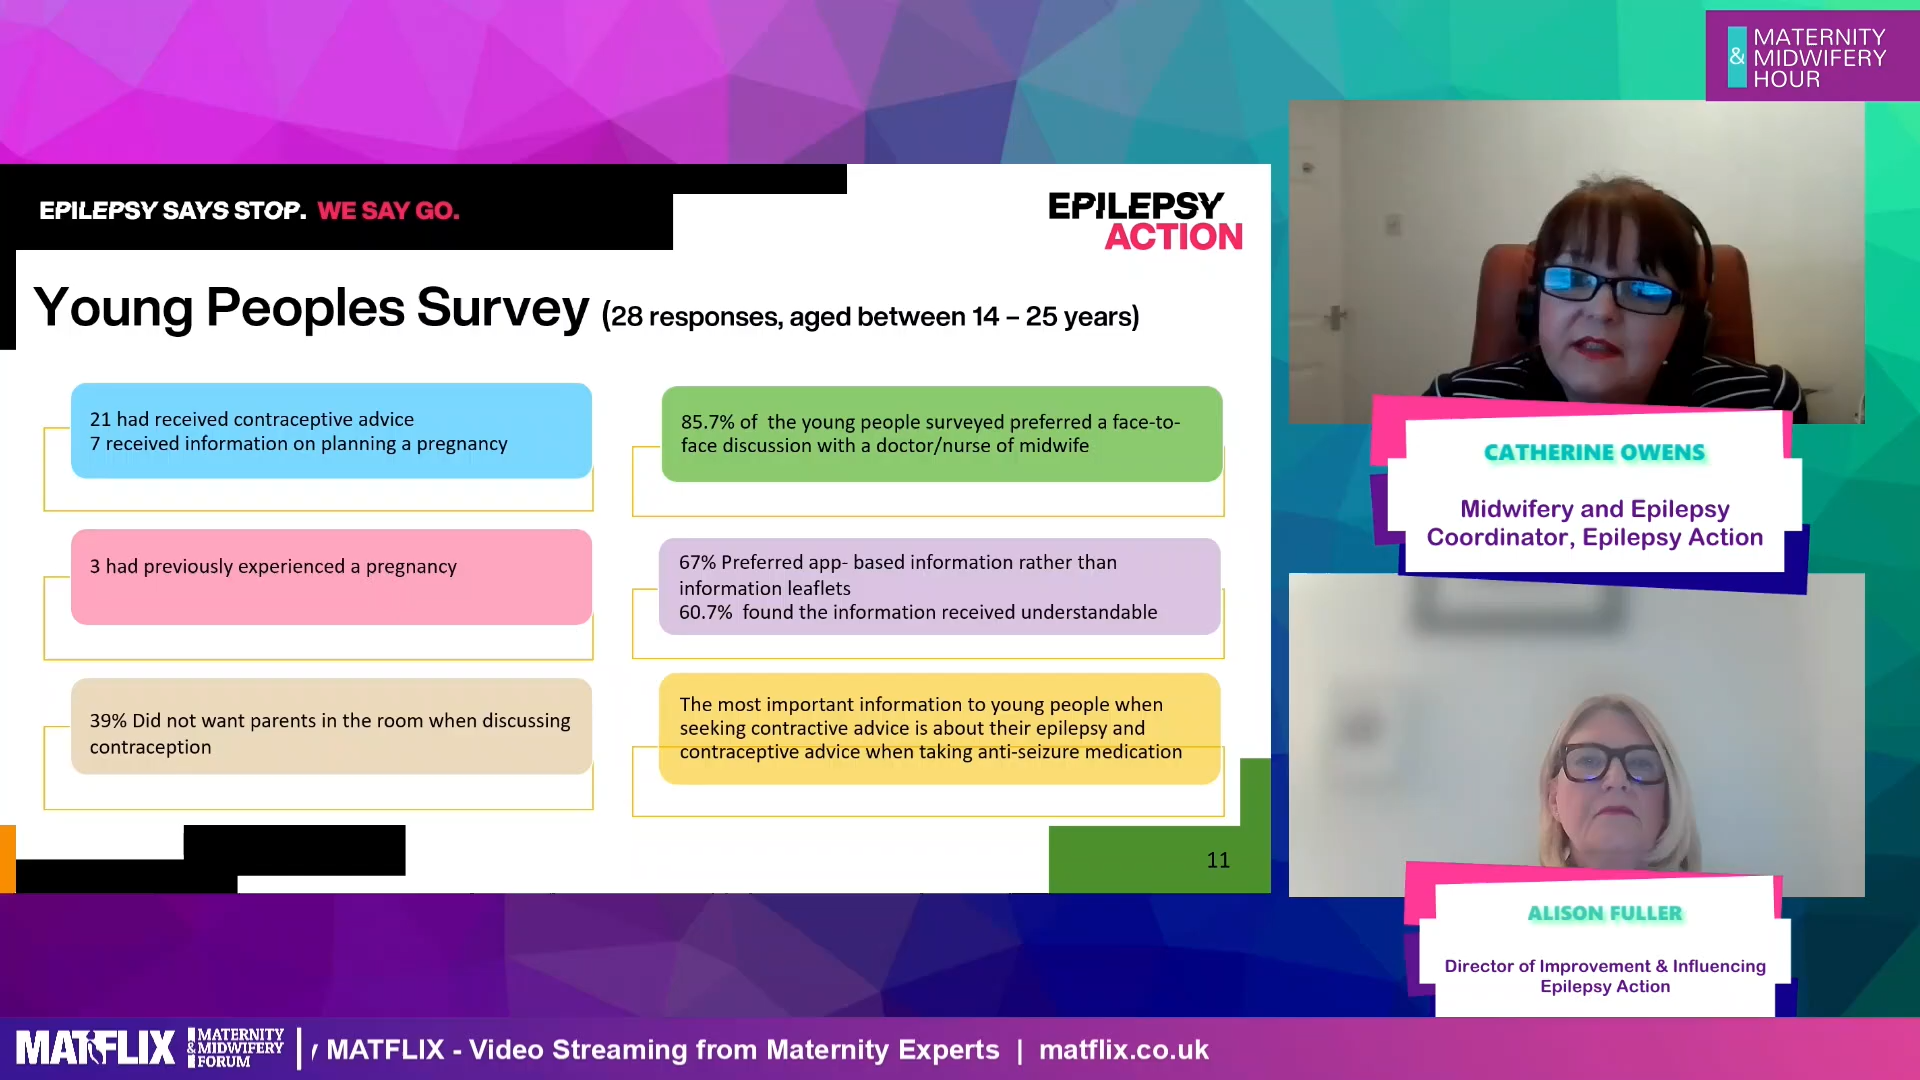 MATERNITY
& MIDWIFERY
HOUR
EPILEPSY SAYS STOP. WE SAY GO.
EPILEPSY
ACTION
Young Peoples Survey (28 responses, aged between 14 – 25 years)
21 had received contraceptive advice
7 received information on planning a pregnancy
85.7% of the young people surveyed preferred a face-to-
face discussion with a doctor/nurse of midwife
3 had previously experienced a pregnancy
67% Preferred app- based information rather than
information leaflets
60.7% found the information received understandable
39% Did not want parents in the room when discussing
contraception
The most important information to young people when
seeking contractive advice is about their epilepsy and
contraceptive advice when taking anti-seizure medication
11
CATHERINE OWENS
Midwifery and Epilepsy
Coordinator, Epilepsy Action
ALISON FULLER
Director of Improvement & Influencing
Epilepsy Action
MATFLIX
MATERNITY
& MIDWIFERY
FORUM
MATFLIX - Video Streaming from Maternity Experts | matflix.co.uk